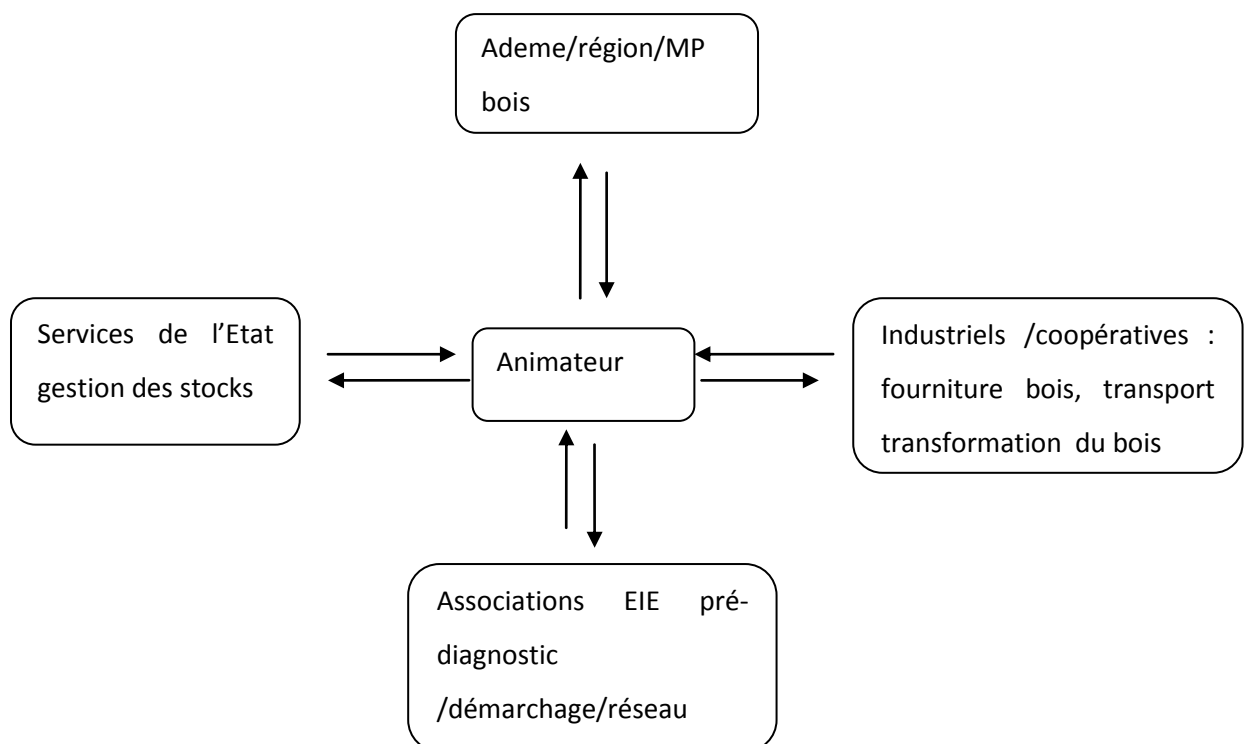 Ademe/région/MP
bois
Services de l’Etat
gestion des stocks
Animateur
Industriels /coopératives :
fourniture bois, transport
transformation du bois
Associations EIE pré-
diagnostic
/démarchage/réseau